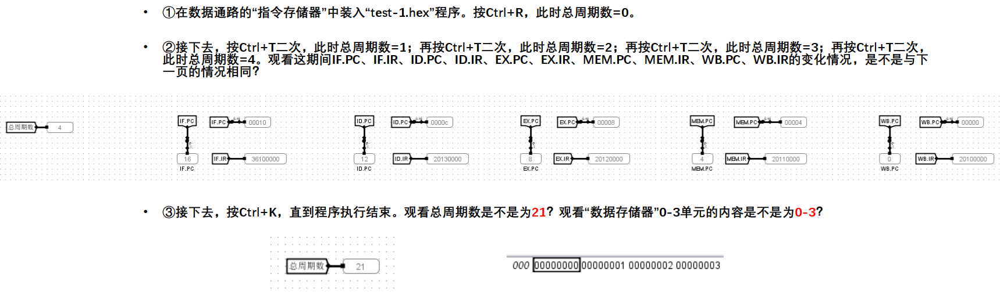 • ①在数据通路的“指令存储器”中装入“test-1.hex”程序。按Ctrl+R，此时总周期数=0。
• ②接下去，按Ctrl+T二次，此时总周期数=1；再按Ctrl+T二次，此时总周期数=2；再按Ctrl+T二次，此时总周期数=3；再按Ctrl+T二次，
此时总周期数=4。观看这期间IF.PC、IF.IR、ID.PC、ID.IR、EX.PC、EX.IR、MEM.PC、MEM.IR、WB.PC、WB.IR的变化情况，是不是与下
一页的情况相同？
IF.PC IF.PC 00010 ID.PC ID.PC 0000c EX.PC EX.PC 00008 MEM.PC MEM.PC 00004 WB.PC WB.PC 00000
总周期数 4
16 IF.IR 36100000 12 ID.IR 20130000 8 EX.IR 20120000 4 MEM.IR 20110000 0 WB.IR 20100000
IF.PC ID.PC EX.PC MEM.PC WB.PC
• ③接下去，按Ctrl+K，直到程序执行结束。观看总周期数是不是为21？观看“数据存储器”0-3单元的内容是不是为0-3？
总周期数 21
000 00000000 00000001 00000002 00000003